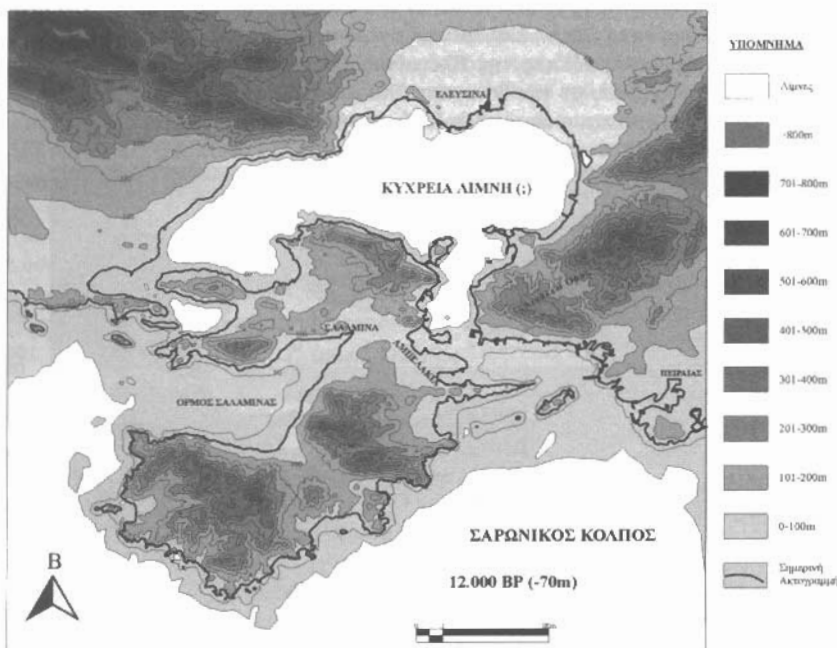 ΕΛΕΥΣΙΝΑ
ΚΥΧΡΕΙΑ ΛΙΜΝΗ (;)
ΣΑΛΑΜΙΝΑ
ΑΜΠΕΛΑΚΙΑ
ΠΕΙΡΑΙΑΣ
ΟΡΜΟΣ ΣΑΛΑΜΙΝΑΣ
ΣΑΡΩΝΙΚΟΣ ΚΟΛΠΟΣ
12.000 BP (-70m)
Β
ΥΠΟΜΝΗΜΑ
Λίμνες
-800m
701-800m
601-700m
501-600m
401-500m
301-400m
201-300m
101-200m
0-100m
Σημερινή
Ακτογραμμή